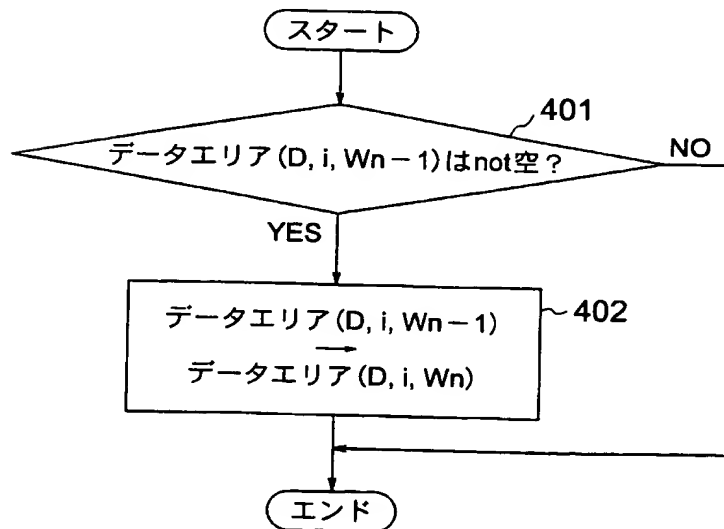 スタート
401
データエリア(D, i, Wn−1)はnot空?
NO
YES
データエリア(D, i, Wn−1)
→
データエリア(D, i, Wn)
402
エンド